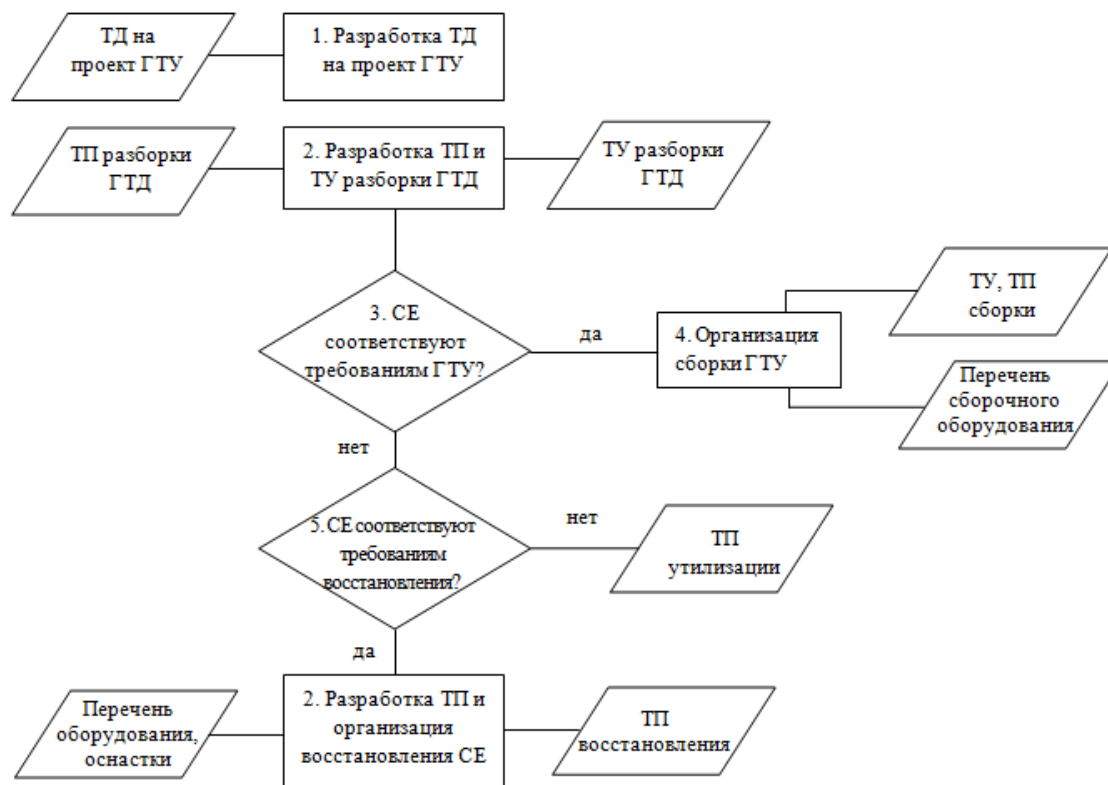 ТД на
проект ГТУ
1. Разработка ТД
на проект ГТУ
ТП разборки
ГТД
2. Разработка ТП и
ТУ разборки ГТД
ТУ разборки
ГТД
3. СЕ
соответствуют
требованиям ГТУ?
да
4. Организация
сборки ГТУ
ТУ, ТП
сборки
Перечень
сборочного
оборудования
нет
5. СЕ соответствуют
требованиям
восстановления?
нет
ТП
утилизации
да
Перечень
оборудования,
оснастки
2. Разработка ТП и
организация
восстановления СЕ
ТП
восстановления